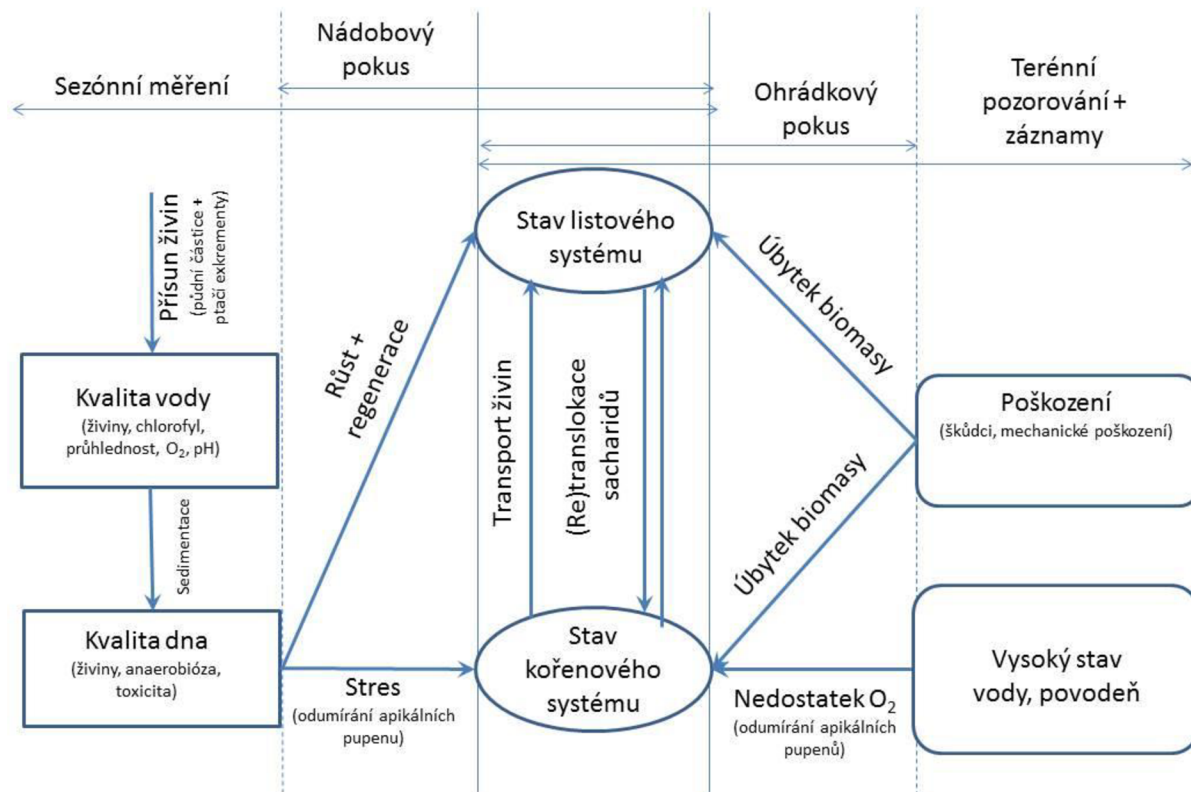 Nádobový
pokus
Sezónní měření
Ohrádkový
pokus
Terénní
pozorování +
záznamy
Přísun živin
(půdní částice +
ptačí exkrementy)
Stav listového
systému
Růst +
regenerace
Transport živin
(Re)translokace
sacharidů
Úbytek biomasy
Úbytek biomasy
Kvalita vody
(živiny, chlorofyl,
průhlednost, O₂, pH)
Sedimentace
Kvalita dna
(živiny, anaerobióza,
toxicita)
Stres
(odumírání apikálních
pupenu)
Stav
kořenového
systému
Nedostatek O₂
(odumírání apikálních
pupenů)
Poškození
(škůdci, mechanické poškození)
Vysoký stav
vody, povodeň